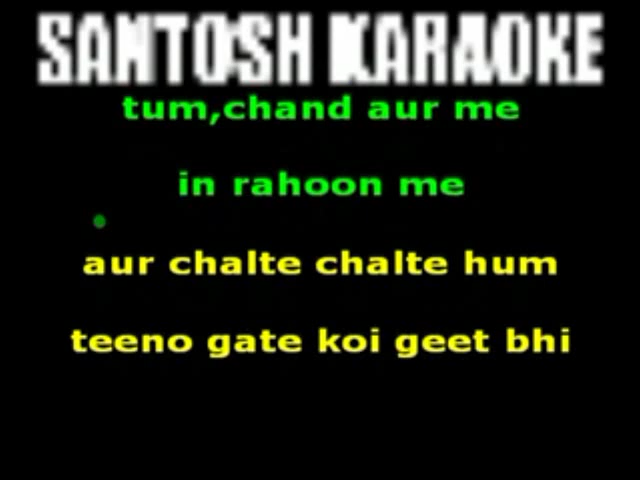 SANTOSH KARAOKE
tum,chand aur me
in rahoon me
aur chalte chalte hum
teeno gate koi geet bhi